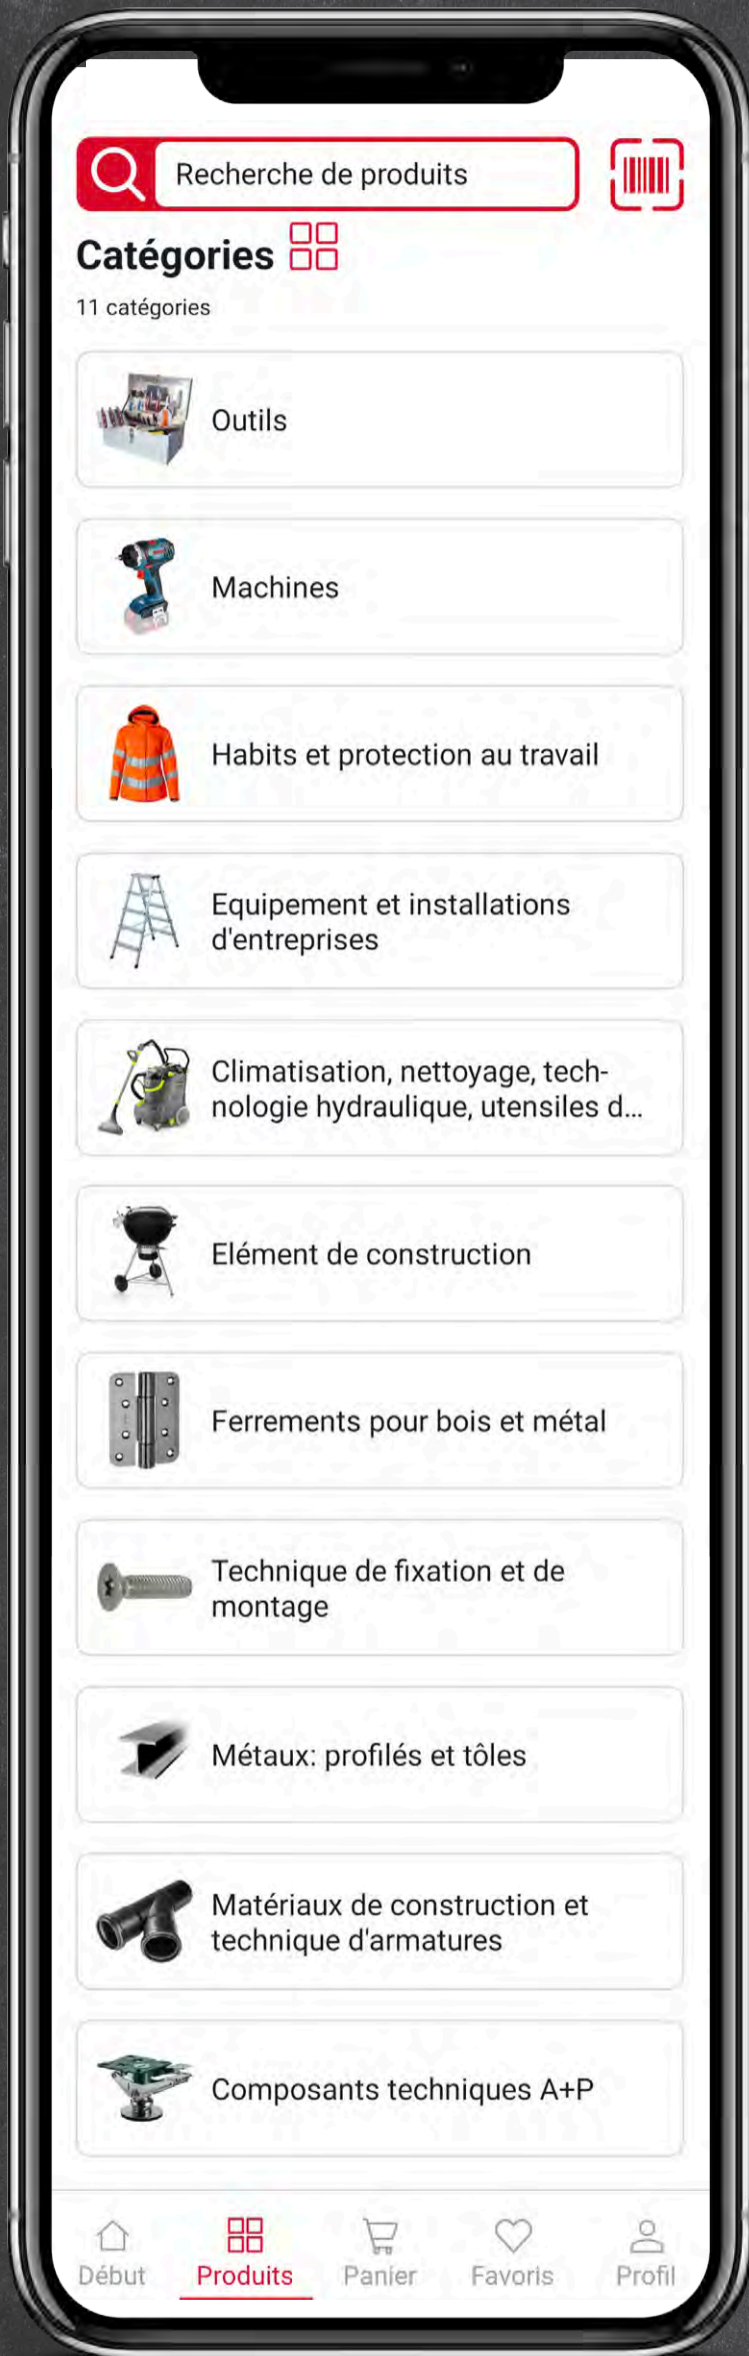 Recherche de produits
Catégories
11 catégories
Outils
Machines
Habits et protection au travail
Equipement et installations
d'entreprises
Climatisation, nettoyage, tech-
nologie hydraulique, utensiles d...
Elément de construction
Ferrements pour bois et métal
Technique de fixation et de
montage
Métaux: profilés et tôles
Matériaux de construction et
technique d'armatures
Composants techniques A+P
Début
Produits
Panier
Favoris
Profil